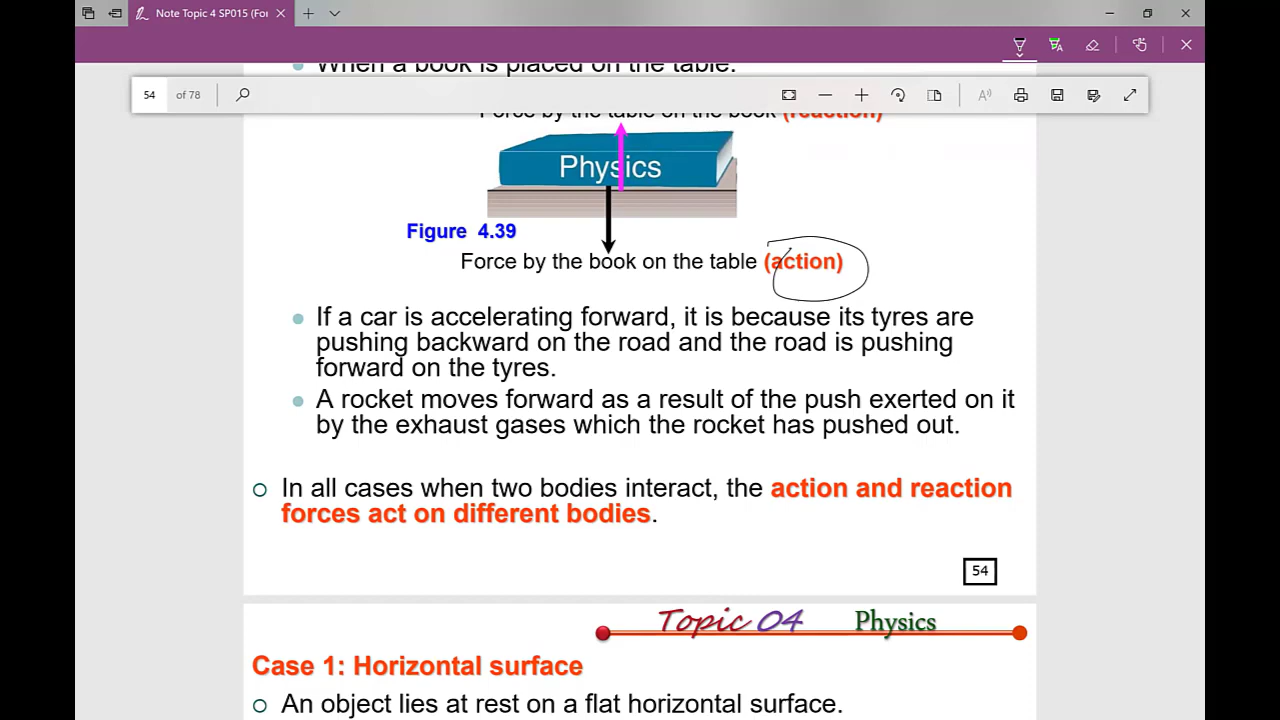 Note Topic 4 SP015 (For
When a book is placed on the table.
54 of 78
Force by the table on the book (reaction)
Physics
Figure 4.39
Force by the book on the table (action)
If a car is accelerating forward, it is because its tyres are
pushing backward on the road and the road is pushing
forward on the tyres.
A rocket moves forward as a result of the push exerted on it
by the exhaust gases which the rocket has pushed out.
In all cases when two bodies interact, the action and reaction
forces act on different bodies.
54
Topic 04 Physics
Case 1: Horizontal surface
An object lies at rest on a flat horizontal surface.